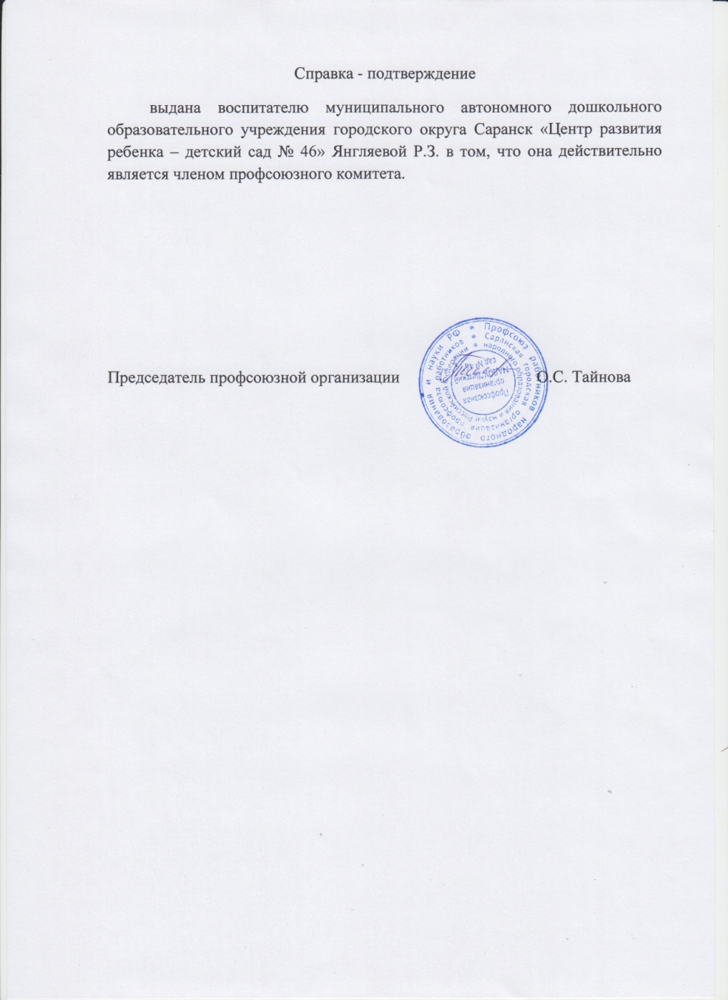 Справка - подтверждение
выдана воспитателю муниципального автономного дошкольного
образовательного учреждения городского округа Саранск «Центр развития
ребенка – детский сад № 46» Янгляевой Р.З. в том, что она действительно
является членом профсоюзного комитета.
Председатель профсоюзной организации
О.С. Тайнова
Профсоюз работников народного образования и науки РФ *
Саранская городская организация профсоюза работников *
народного образования и науки Российской Федерации *
Профсоюзная
организация
сад №